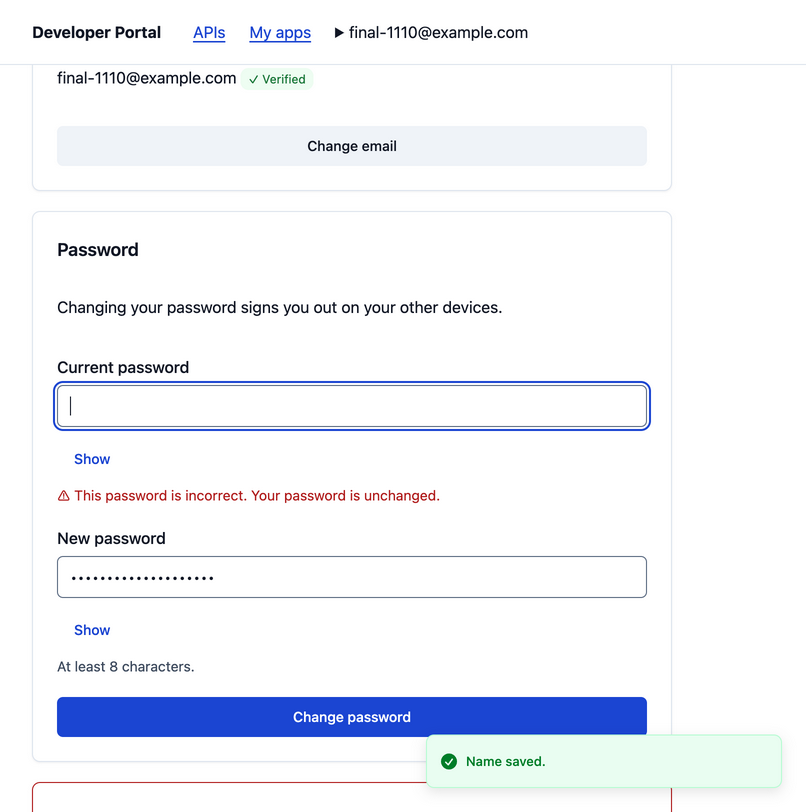 Developer Portal APIs My apps ▶ final-1110@example.com
final-1110@example.com ✓ Verified
Change email
Password
Changing your password signs you out on your other devices.
Current password
Show
⚠ This password is incorrect. Your password is unchanged.
New password
••••••••••••••••••••
Show
At least 8 characters.
Change password
Name saved.